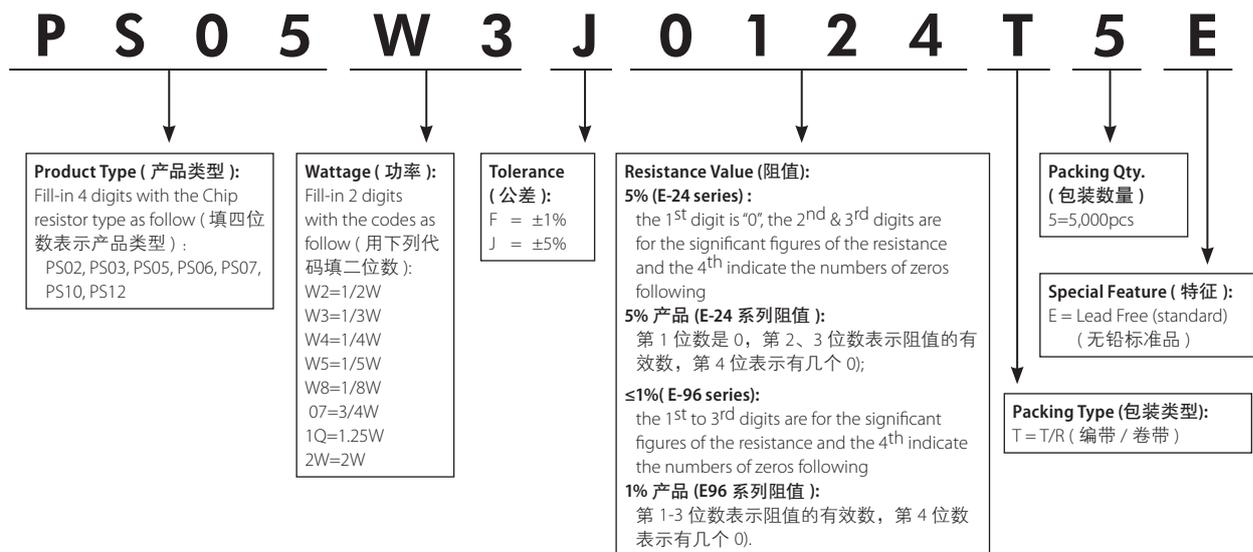 P S 0 5 W 3 J 0 1 2 4 T 5 E
Product Type ( 产品类型 ):
Fill-in 4 digits with the Chip
resistor type as follow ( 填四位
数表示产品类型 ) :
PS02, PS03, PS05, PS06, PS07,
PS10, PS12
Wattage ( 功率 ):
Fill-in 2 digits
with the codes as
follow ( 用下列代
码填二位数 ):
W2=1/2W
W3=1/3W
W4=1/4W
W5=1/5W
W8=1/8W
07=3/4W
1Q=1.25W
2W=2W
Tolerance
( 公差 ):
F = ±1%
J = ±5%
Resistance Value (阻值):
5% (E-24 series) :
the 1st digit is “0”, the 2nd & 3rd digits are
for the significant figures of the resistance
and the 4th indicate the numbers of zeros
following
5% 产品 (E-24 系列阻值 ):
第 1 位数是 0，第 2、3 位数表示阻值的有
效数，第 4 位表示有几个 0);
≤1%( E-96 series):
the 1st to 3rd digits are for the significant
figures of the resistance and the 4th indicate
the numbers of zeros following
1% 产品 (E96 系列阻值 ):
第 1-3 位数表示阻值的有效数，第 4 位数
表示有几个 0).
Packing Qty.
( 包装数量 )
5=5,000pcs
Special Feature ( 特征 ):
E = Lead Free (standard)
( 无铅标准品 )
Packing Type (包装类型):
T = T/R ( 编带 / 卷带 )